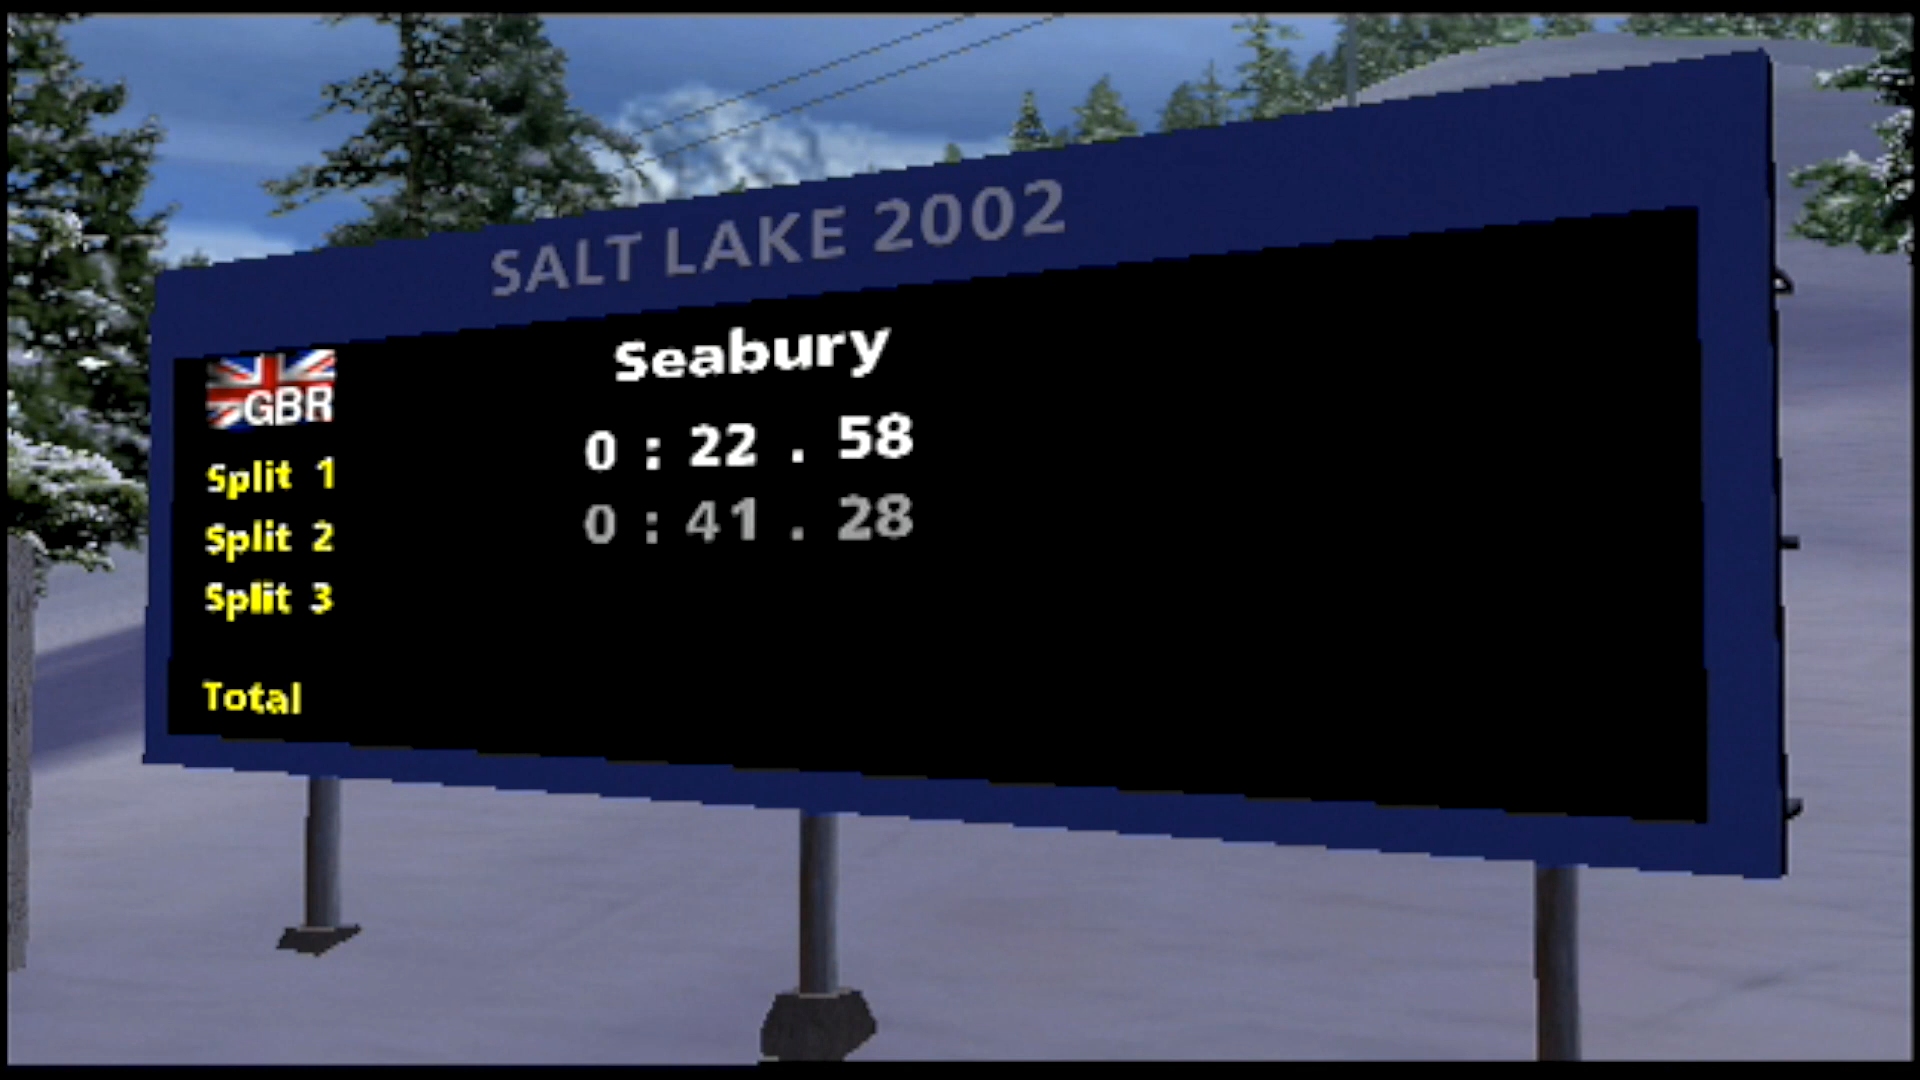 SALT LAKE 2002
GBR
Seabury
Split 1 0 : 22 . 58
Split 2 0 : 41 . 28
Split 3
Total